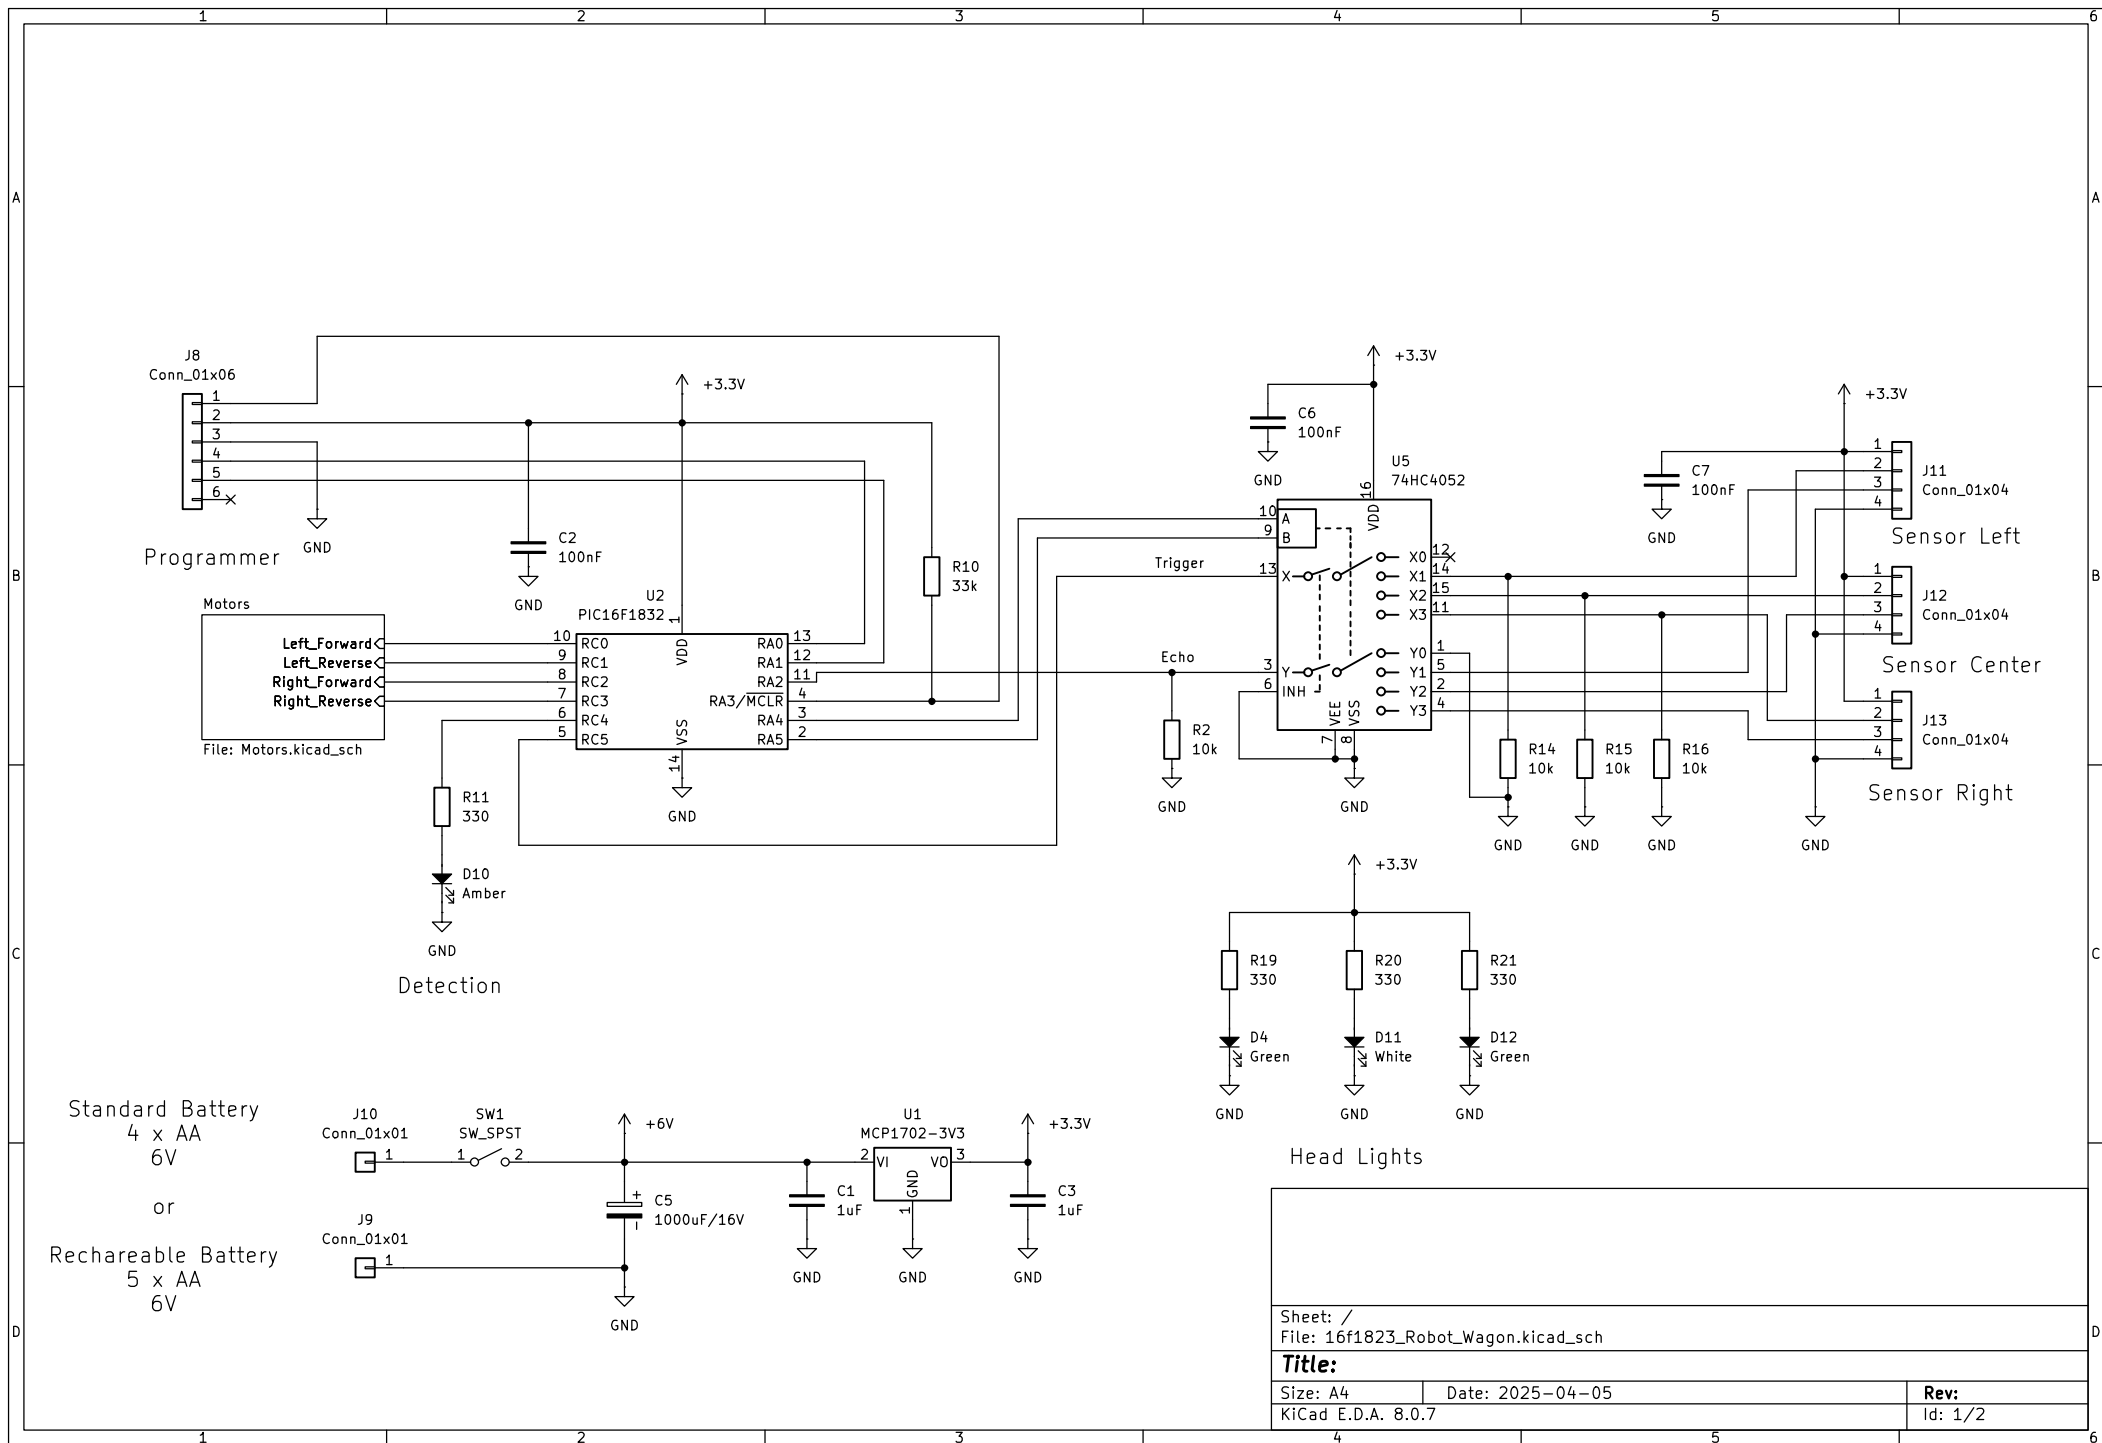 1 2 3 4 5 6
A A
B B
C C
D D
J8
Conn_01x06
1
2
3
4
5
6
Programmer
GND
+3.3V
C2
100nF
GND
R10
33k
Motors
Left_Forward
Left_Reverse
Right_Forward
Right_Reverse
File: Motors.kicad_sch
U2
PIC16F1832
1
VDD
10 RC0
9 RC1
8 RC2
7 RC3
6 RC4
5 RC5
RA0 13
RA1 12
RA2 11
RA3/MCLR 4
RA4 3
RA5 2
VSS
14
GND
R11
330
D10
Amber
GND
Detection
Trigger
Echo
R2
10k
GND
+3.3V
C6
100nF
GND
U5
74HC4052
16
VDD
10 A
9 B
13 X
3 Y
6 INH
X0 12
X1 14
X2 15
X3 11
Y0 1
Y1 5
Y2 2
Y3 4
VEE
VSS
7
8
GND
R14
10k
GND
R15
10k
GND
R16
10k
GND
+3.3V
C7
100nF
GND
1
2
3
4
J11
Conn_01x04
Sensor Left
1
2
3
4
J12
Conn_01x04
Sensor Center
1
2
3
4
J13
Conn_01x04
Sensor Right
GND
+3.3V
R19
330
R20
330
R21
330
D4
Green
D11
White
D12
Green
GND
GND
GND
Head Lights
Standard Battery
4 x AA
6V
or
Rechareable Battery
5 x AA
6V
J10
Conn_01x01
1
SW1
SW_SPST
1 2
J9
Conn_01x01
1
+6V
+
C5
1000uF/16V
-
GND
C1
1uF
GND
U1
MCP1702-3V3
2 VI
VO 3
GND
1
GND
+3.3V
C3
1uF
GND
Sheet: /
File: 16f1823_Robot_Wagon.kicad_sch
Title:
Size: A4
Date: 2025-04-05
Rev:
KiCad E.D.A. 8.0.7
Id: 1/2
1 2 3 4 5 6